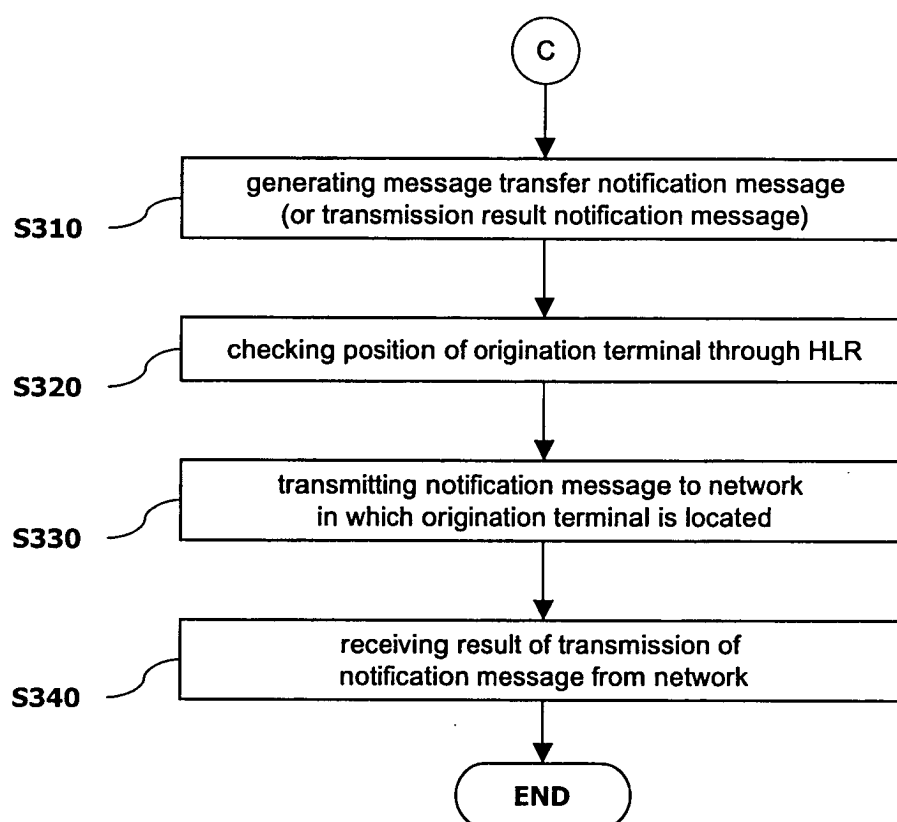 C
generating message transfer notification message
(or transmission result notification message)
S310
checking position of origination terminal through HLR
S320
transmitting notification message to network
in which origination terminal is located
S330
receiving result of transmission of
notification message from network
S340
END